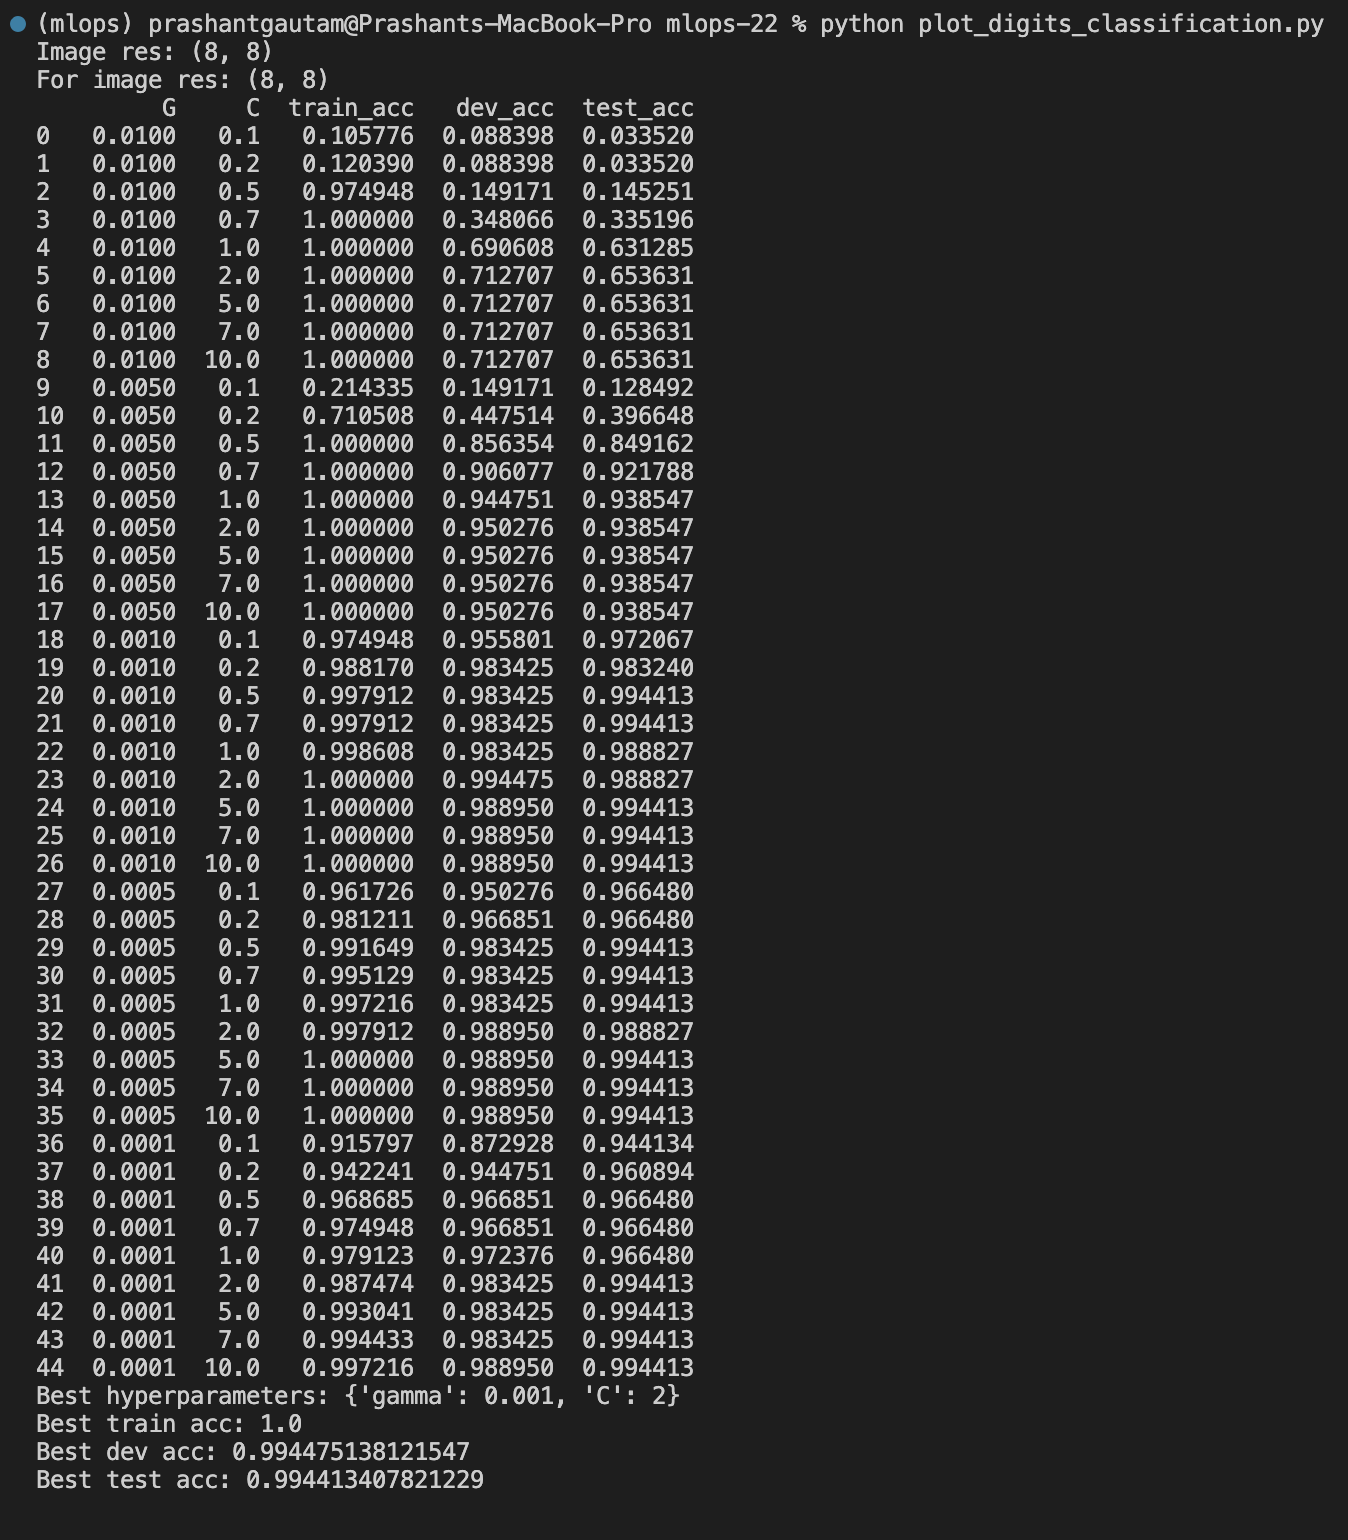 (mlops) prashantgautam@Prashants-MacBook-Pro mlops-22 % python plot_digits_classification.py
Image res: (8, 8)
For image res: (8, 8)
         G     C  train_acc   dev_acc  test_acc
0   0.0100   0.1   0.105776  0.088398  0.033520
1   0.0100   0.2   0.120390  0.088398  0.033520
2   0.0100   0.5   0.974948  0.149171  0.145251
3   0.0100   0.7   1.000000  0.348066  0.335196
4   0.0100   1.0   1.000000  0.690608  0.631285
5   0.0100   2.0   1.000000  0.712707  0.653631
6   0.0100   5.0   1.000000  0.712707  0.653631
7   0.0100   7.0   1.000000  0.712707  0.653631
8   0.0100  10.0   1.000000  0.712707  0.653631
9   0.0050   0.1   0.214335  0.149171  0.128492
10  0.0050   0.2   0.710508  0.447514  0.396648
11  0.0050   0.5   1.000000  0.856354  0.849162
12  0.0050   0.7   1.000000  0.906077  0.921788
13  0.0050   1.0   1.000000  0.944751  0.938547
14  0.0050   2.0   1.000000  0.950276  0.938547
15  0.0050   5.0   1.000000  0.950276  0.938547
16  0.0050   7.0   1.000000  0.950276  0.938547
17  0.0050  10.0   1.000000  0.950276  0.938547
18  0.0010   0.1   0.974948  0.955801  0.972067
19  0.0010   0.2   0.988170  0.983425  0.983240
20  0.0010   0.5   0.997912  0.983425  0.994413
21  0.0010   0.7   0.997912  0.983425  0.994413
22  0.0010   1.0   0.998608  0.983425  0.988827
23  0.0010   2.0   1.000000  0.994475  0.988827
24  0.0010   5.0   1.000000  0.988950  0.994413
25  0.0010   7.0   1.000000  0.988950  0.994413
26  0.0010  10.0   1.000000  0.988950  0.994413
27  0.0005   0.1   0.961726  0.950276  0.966480
28  0.0005   0.2   0.981211  0.966851  0.966480
29  0.0005   0.5   0.991649  0.983425  0.994413
30  0.0005   0.7   0.995129  0.983425  0.994413
31  0.0005   1.0   0.997216  0.983425  0.994413
32  0.0005   2.0   0.997912  0.988950  0.988827
33  0.0005   5.0   1.000000  0.988950  0.994413
34  0.0005   7.0   1.000000  0.988950  0.994413
35  0.0005  10.0   1.000000  0.988950  0.994413
36  0.0001   0.1   0.915797  0.872928  0.944134
37  0.0001   0.2   0.942241  0.944751  0.960894
38  0.0001   0.5   0.968685  0.966851  0.966480
39  0.0001   0.7   0.974948  0.966851  0.966480
40  0.0001   1.0   0.979123  0.972376  0.966480
41  0.0001   2.0   0.987474  0.983425  0.994413
42  0.0001   5.0   0.993041  0.983425  0.994413
43  0.0001   7.0   0.994433  0.983425  0.994413
44  0.0001  10.0   0.997216  0.988950  0.994413
Best hyperparameters: {'gamma': 0.001, 'C': 2}
Best train acc: 1.0
Best dev acc: 0.994475138121547
Best test acc: 0.994413407821229